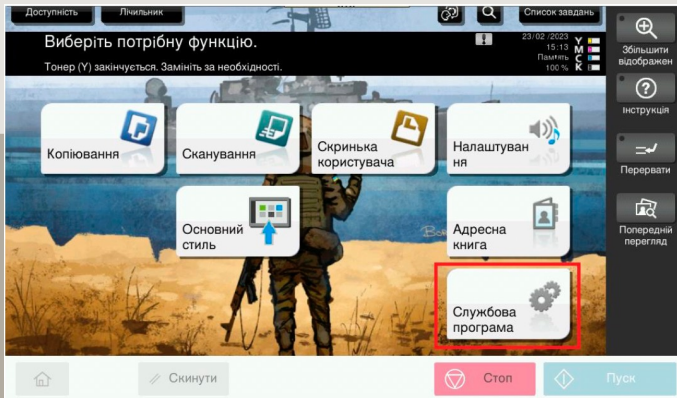 Доступність
Лічильник
Список завдань
Виберіть потрібну функцію.
Тонер (Y) закінчується. Замініть за необхідності.
23/02 /2023
15:13
Память
100 %
Y
M
C
K
Копіювання
Сканування
Скринька
користувача
Налаштуван
ня
Основний
стиль
Адресна
книга
Службова
програма
Збільшити
відображен
Інструкція
Перервати
Попередній
перегляд
Скинути
Стоп
Пуск